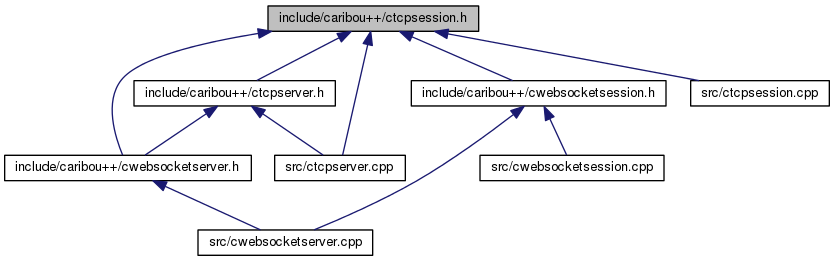 include/caribou++/ctcpsession.h
include/caribou++/ctcpserver.h
include/caribou++/cwebsocketsession.h
src/ctcpsession.cpp
include/caribou++/cwebsocketserver.h
src/ctcpserver.cpp
src/cwebsocketsession.cpp
src/cwebsocketserver.cpp